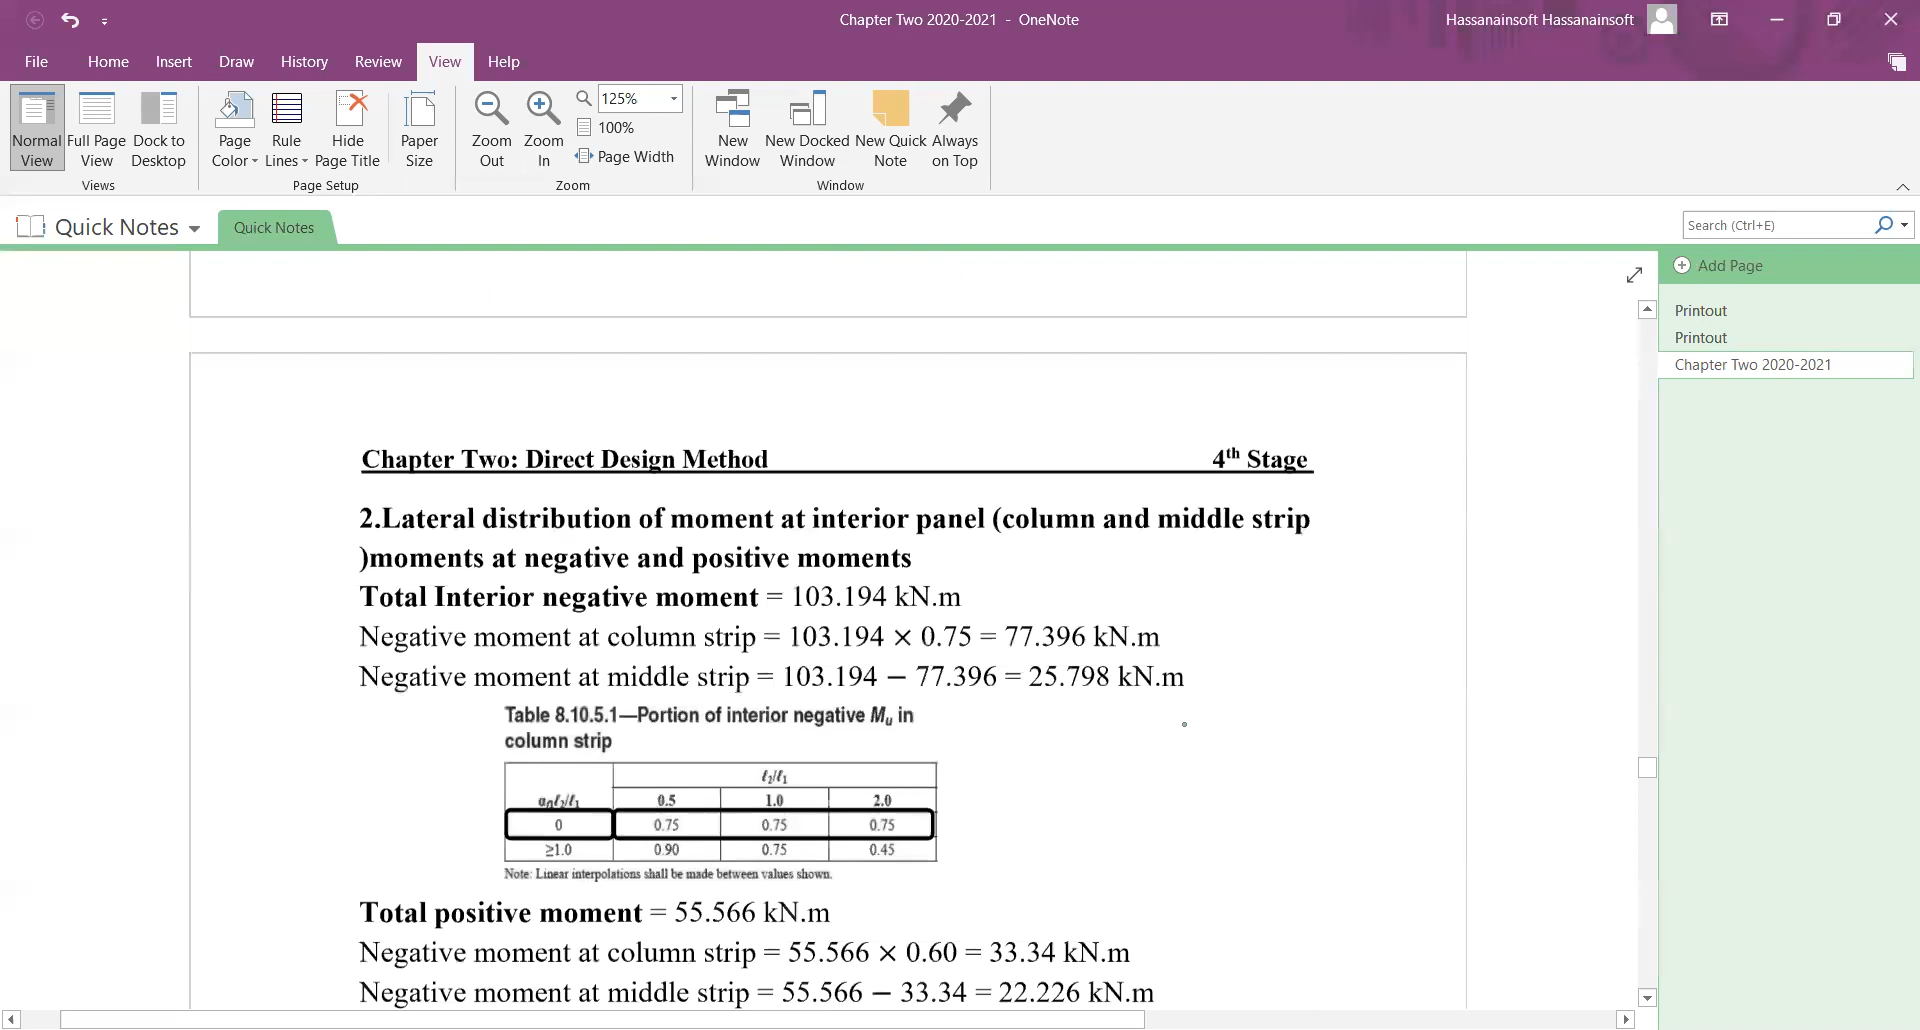 Chapter Two 2020-2021 - OneNote
Hassanainsoft Hassanainsoft
File Home Insert Draw History Review View Help
Normal View
Full Page View
Dock to Desktop
Page Color
Rule Lines
Hide Page Title
Paper Size
Zoom Out
Zoom In
125%
100%
Page Width
New Window
New Docked Window
New Quick Note
Always on Top
Views
Page Setup
Zoom
Window
Quick Notes
Quick Notes
Search (Ctrl+E)
Add Page
Printout
Printout
Chapter Two 2020-2021
Chapter Two: Direct Design Method 4th Stage
2.Lateral distribution of moment at interior panel (column and middle strip
)moments at negative and positive moments
Total Interior negative moment = 103.194 kN.m
Negative moment at column strip = 103.194 × 0.75 = 77.396 kN.m
Negative moment at middle strip = 103.194 − 77.396 = 25.798 kN.m
Table 8.10.5.1—Portion of interior negative Mu in
column strip
ℓ2/ℓ1
αf1ℓ2/ℓ1 0.5 1.0 2.0
0 0.75 0.75 0.75
≥1.0 0.90 0.75 0.45
Note: Linear interpolations shall be made between values shown.
Total positive moment = 55.566 kN.m
Negative moment at column strip = 55.566 × 0.60 = 33.34 kN.m
Negative moment at middle strip = 55.566 − 33.34 = 22.226 kN.m